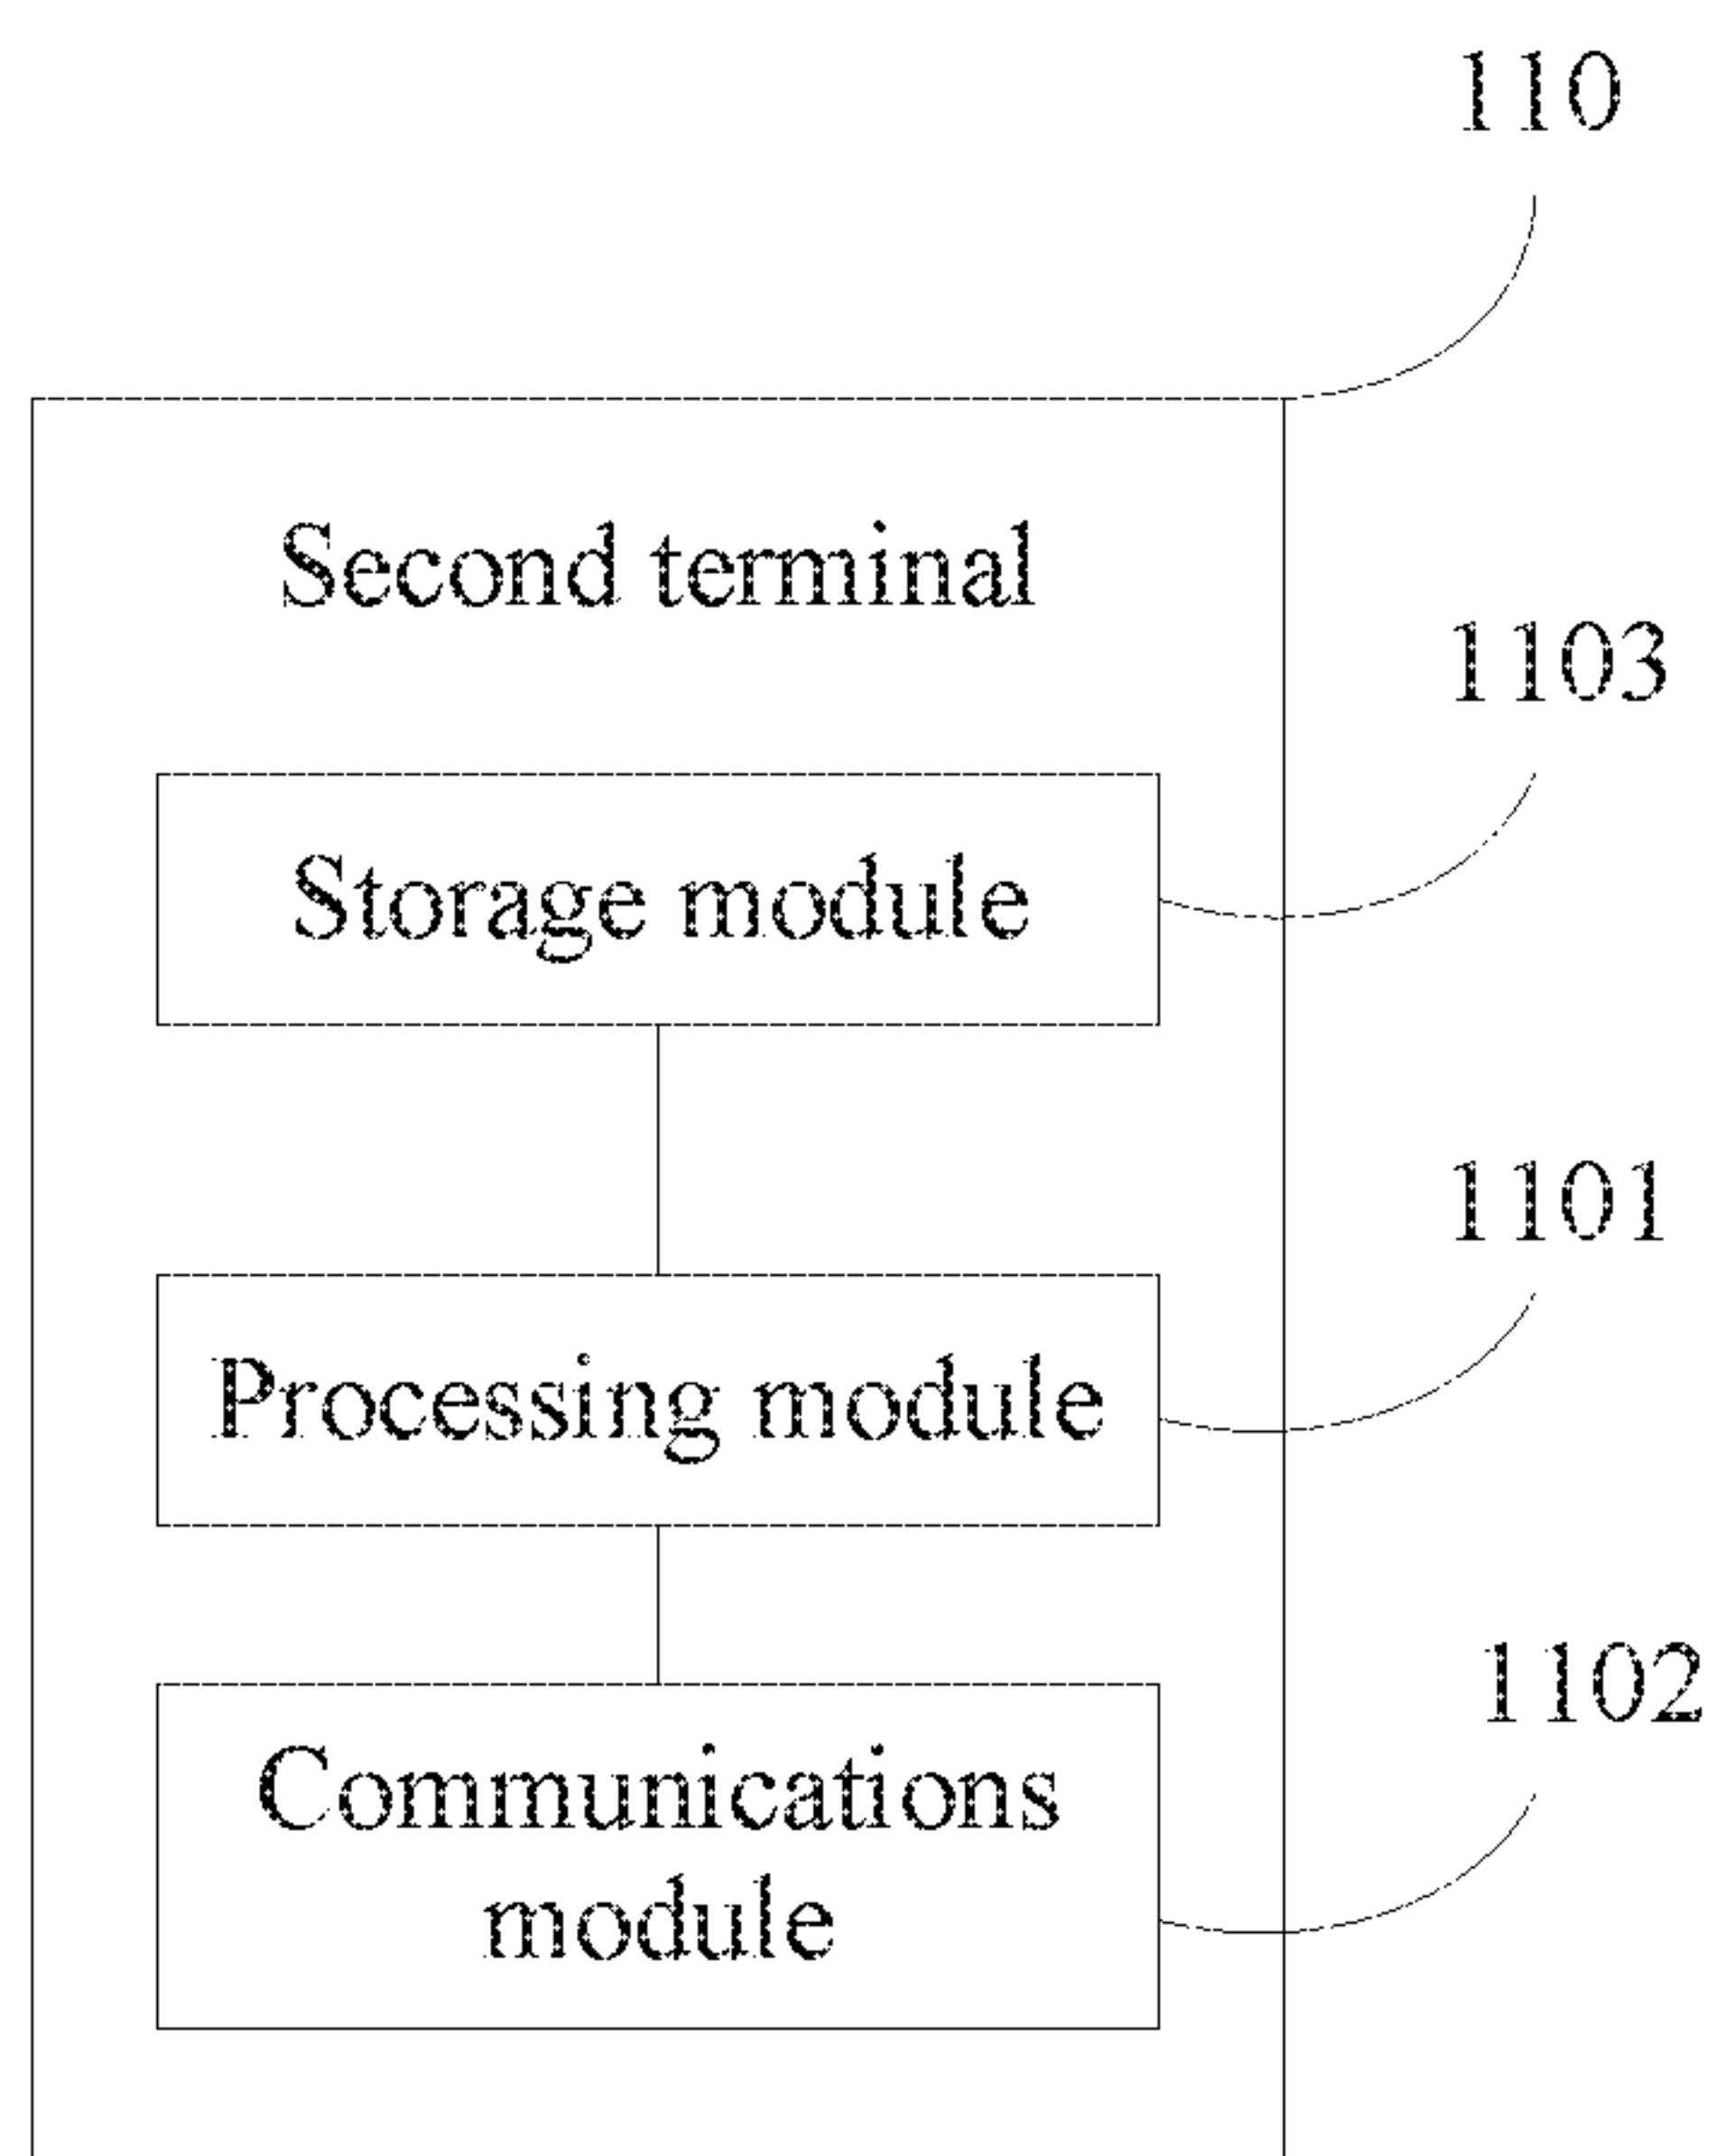 110
Second terminal
1103
Storage module
1101
Processing module
1102
Communications
module